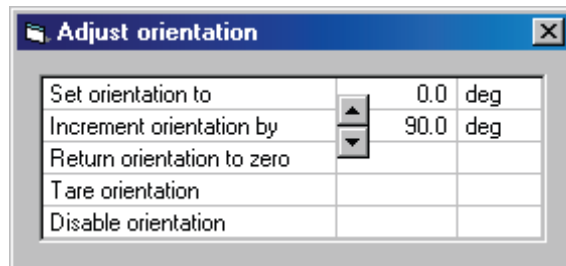 Adjust orientation
Set orientation to 0.0 deg
Increment orientation by 90.0 deg
Return orientation to zero
Tare orientation
Disable orientation